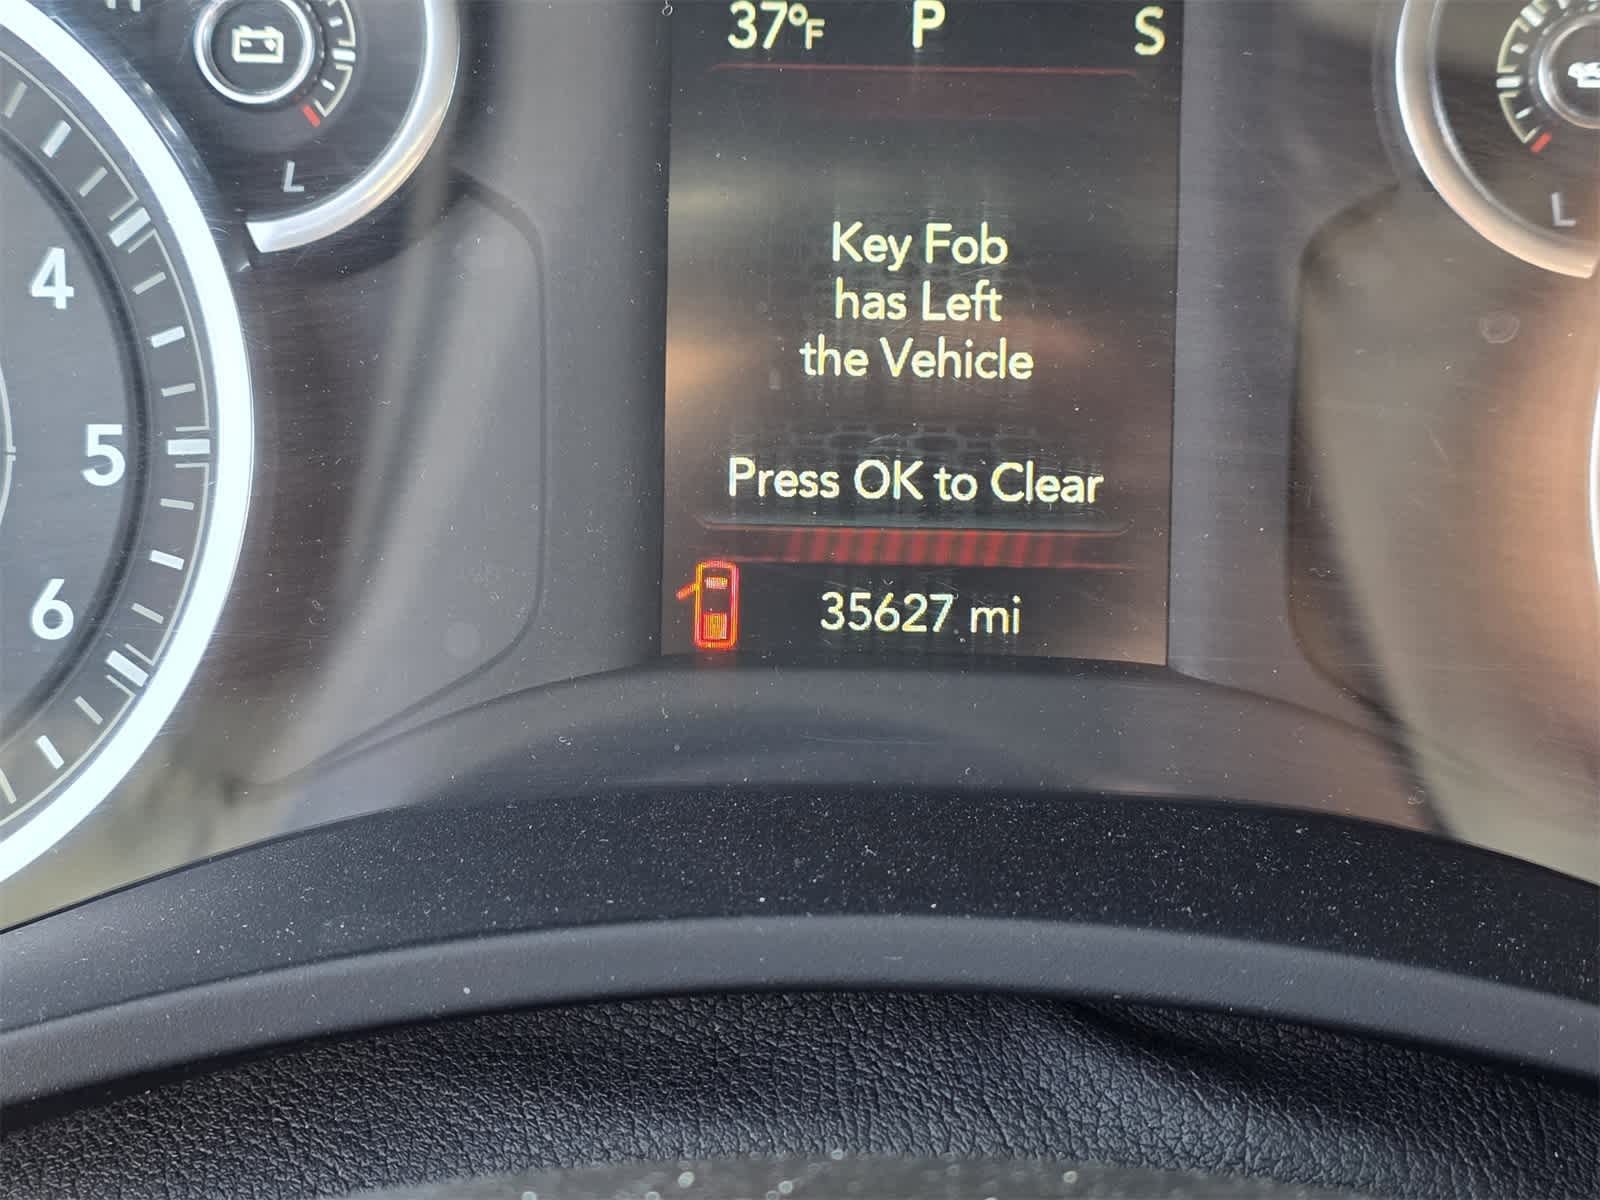 37°F P S
L
L
4
Key Fob
has Left
the Vehicle
5
Press OK to Clear
6
35627 mi